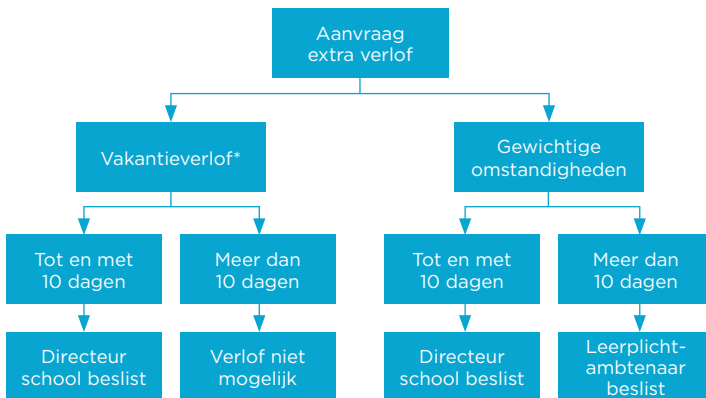 Aanvraag
extra verlof
Vakantieverlof*
Gewichtige
omstandigheden
Tot en met
10 dagen
Meer dan
10 dagen
Tot en met
10 dagen
Meer dan
10 dagen
Directeur
school beslist
Verlof niet
mogelijk
Directeur
school beslist
Leerplicht-
ambtenaar
beslist